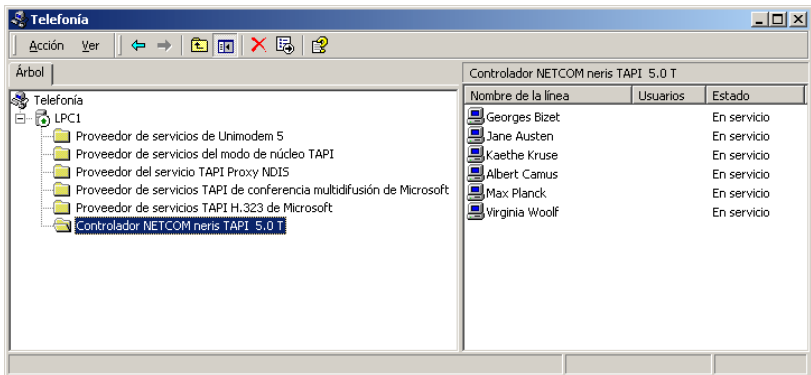 Telefonía
Acción Ver
Árbol
Controlador NETCOM neris TAPI 5.0 T
Telefonía
LPC1
Proveedor de servicios de Unimodem 5
Proveedor de servicios del modo de núcleo TAPI
Proveedor del servicio TAPI Proxy NDIS
Proveedor de servicios TAPI de conferencia multidifusión de Microsoft
Proveedor de servicios TAPI H.323 de Microsoft
Controlador NETCOM neris TAPI 5.0 T
Nombre de la línea Usuarios Estado
Georges Bizet En servicio
Jane Austen En servicio
Kaethe Kruse En servicio
Albert Camus En servicio
Max Planck En servicio
Virginia Woolf En servicio